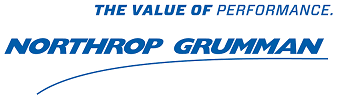 THE VALUE OF PERFORMANCE.
NORTHROP GRUMMAN